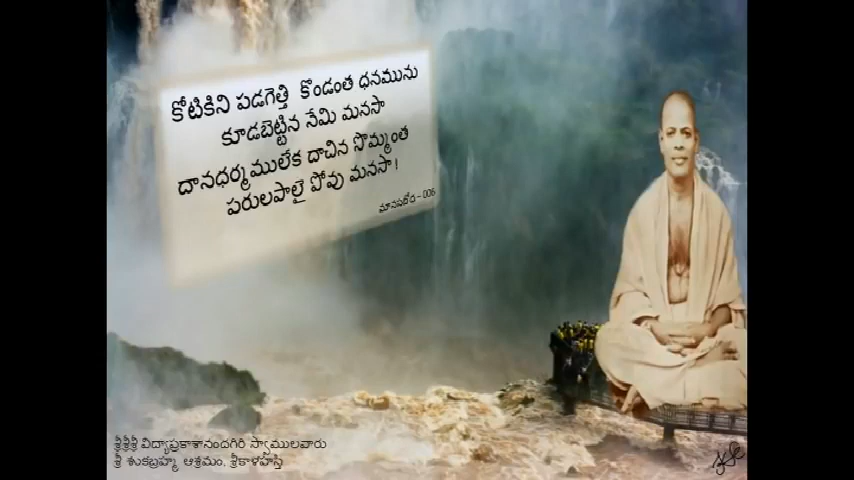 కోటికిని పడగెత్తి కొండంత ధనమును
కూడబెట్టిన నేమి మనసా
దానధర్మములేక దాచిన సొమ్మంత
పరులపాలై పోవు మనసా!
మానసబోధ - 006
శ్రీశ్రీశ్రీ విద్యాప్రకాశానందగిరి స్వాములవారు
శ్రీ శుకబ్రహ్మ ఆశ్రమం, శ్రీకాళహస్తి